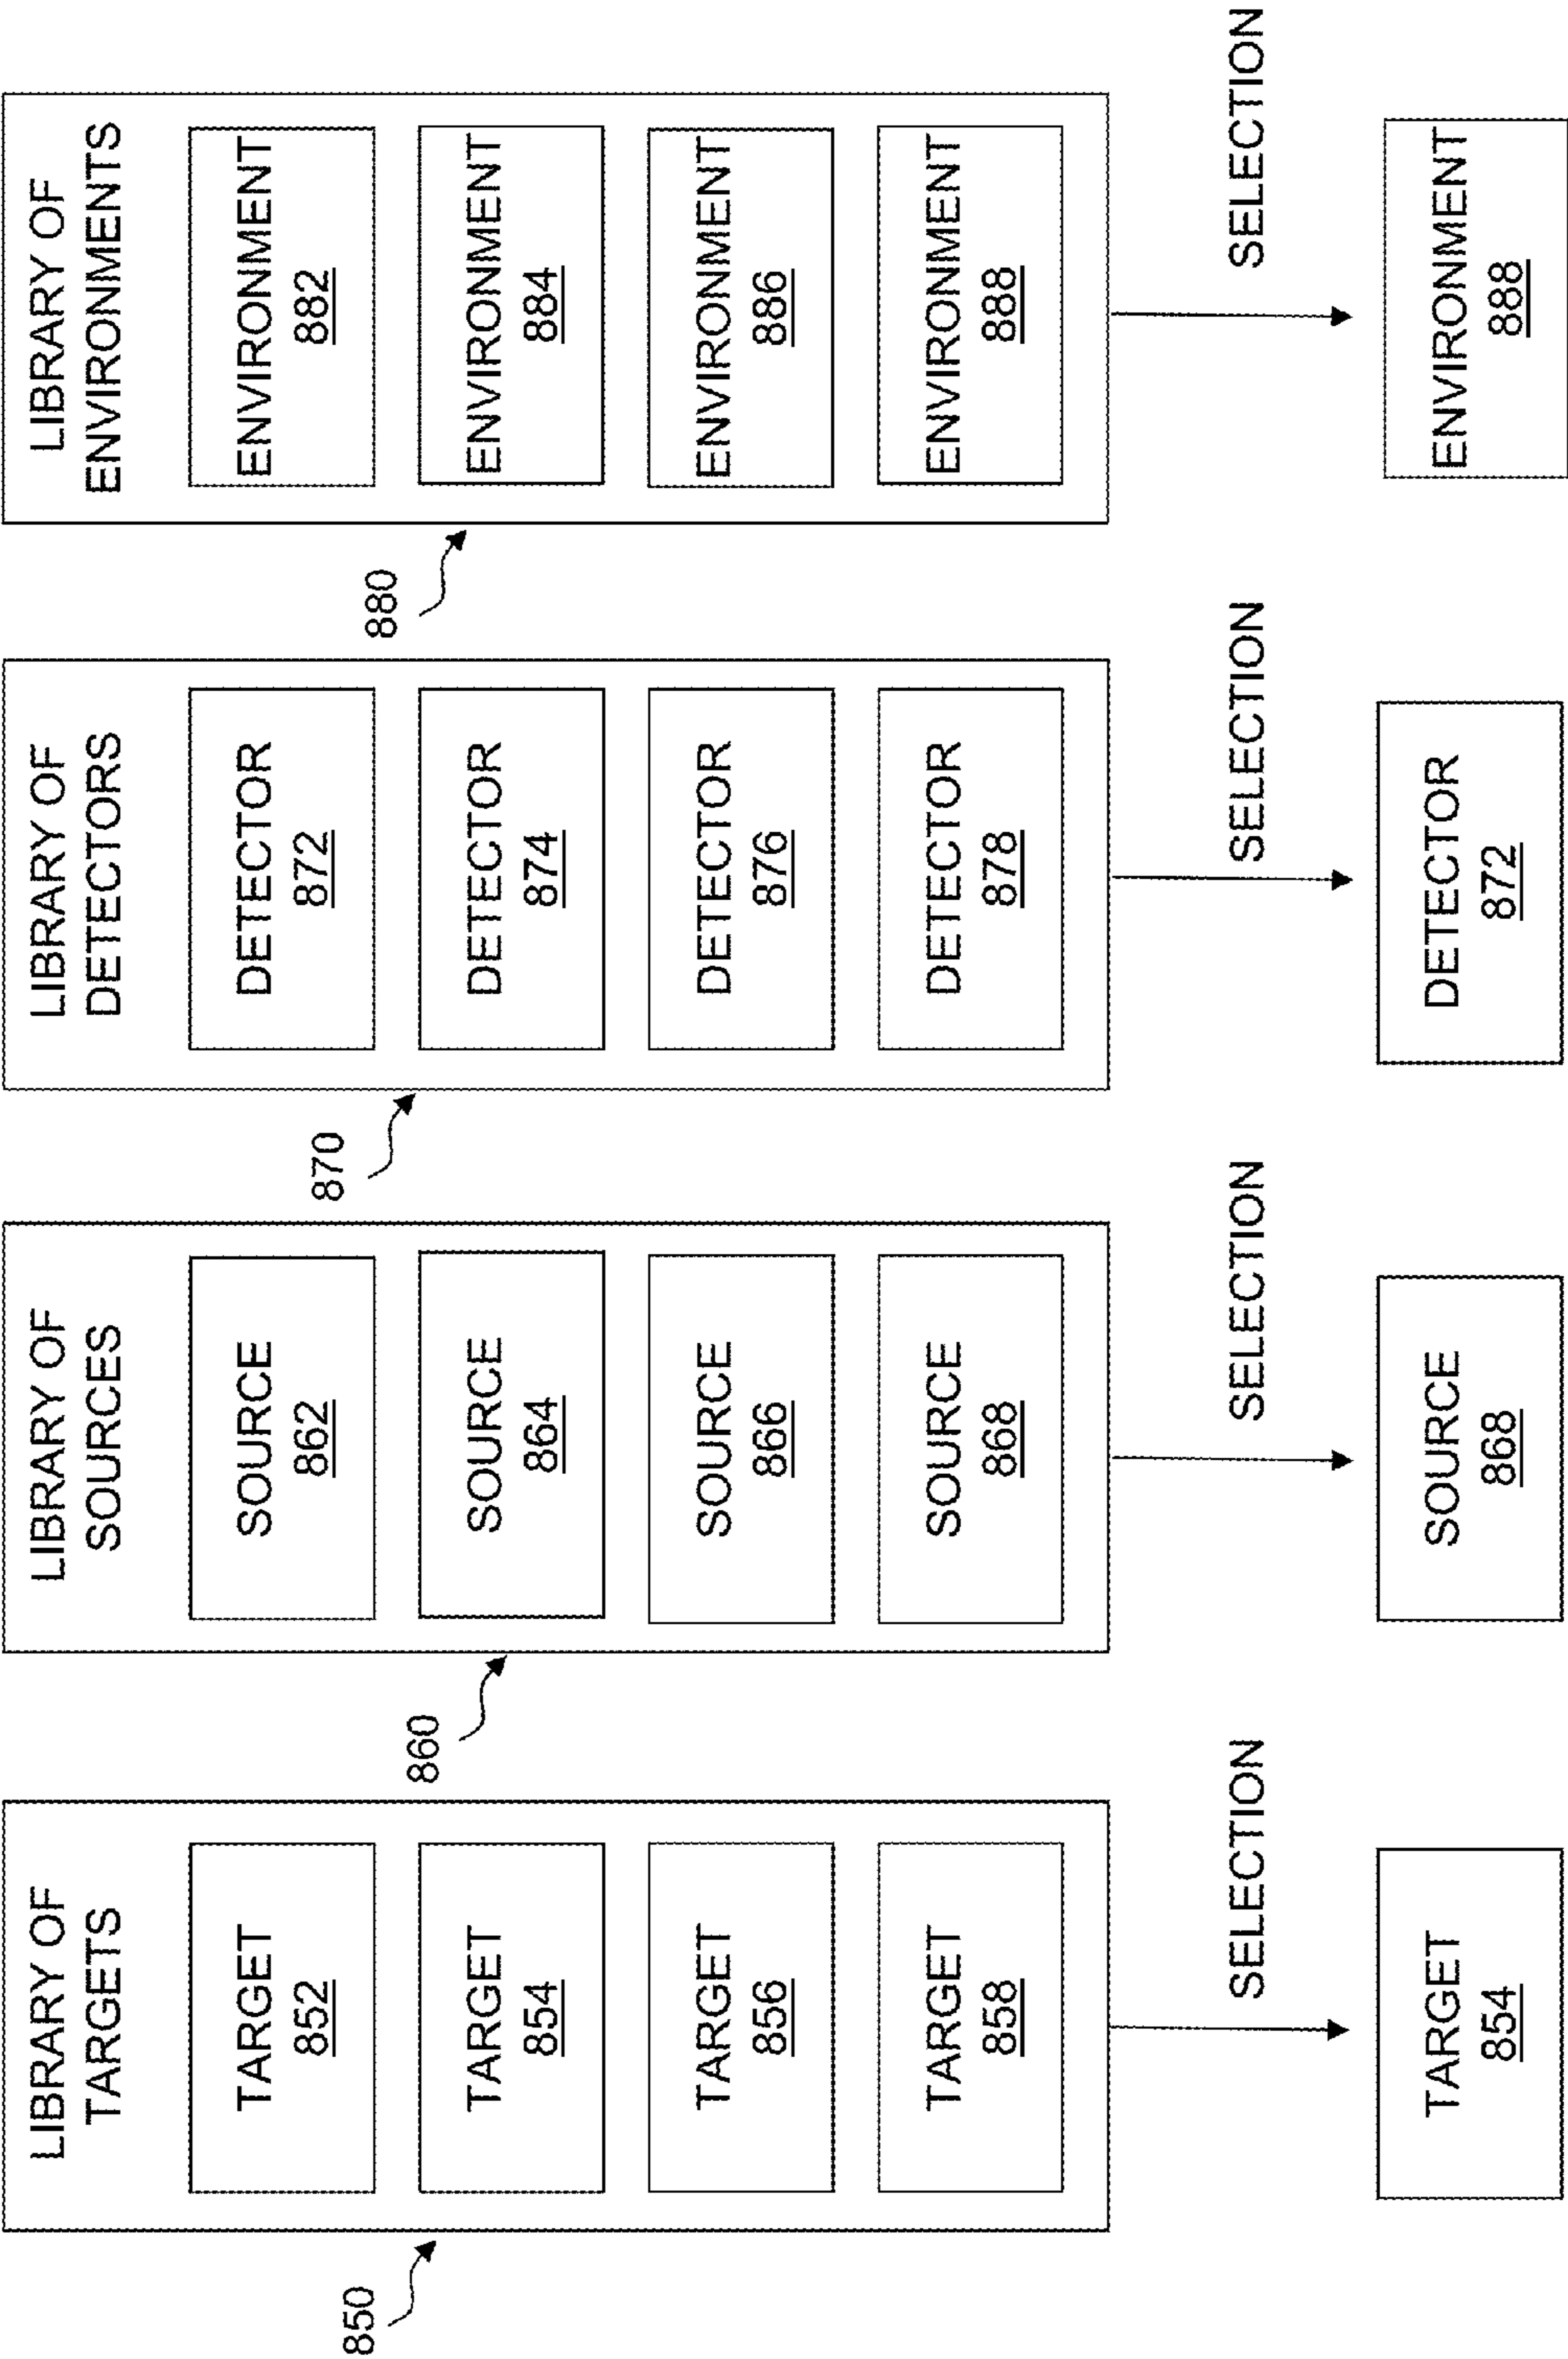 850
LIBRARY OF
TARGETS
TARGET
852
TARGET
854
TARGET
856
TARGET
858
SELECTION
TARGET
854
860
LIBRARY OF
SOURCES
SOURCE
862
SOURCE
864
SOURCE
866
SOURCE
868
SELECTION
SOURCE
868
870
LIBRARY OF
DETECTORS
DETECTOR
872
DETECTOR
874
DETECTOR
876
DETECTOR
878
SELECTION
DETECTOR
872
880
LIBRARY OF
ENVIRONMENTS
ENVIRONMENT
882
ENVIRONMENT
884
ENVIRONMENT
886
ENVIRONMENT
888
SELECTION
ENVIRONMENT
888